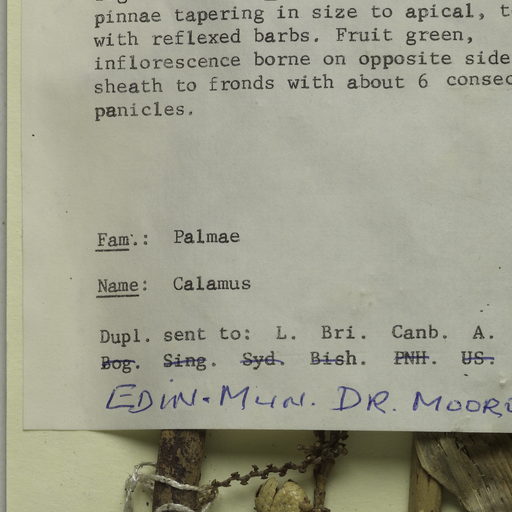 pinnae tapering in size to apical, t
with reflexed barbs. Fruit green,
inflorescence borne on opposite side
sheath to fronds with about 6 consec
panicles.
Fam.: Palmae
Name: Calamus
Dupl. sent to: L. Bri. Canb. A.
Bog. Sing. Syd. Bish. PNH. US.
EDIN. MUN. DR. MOORE